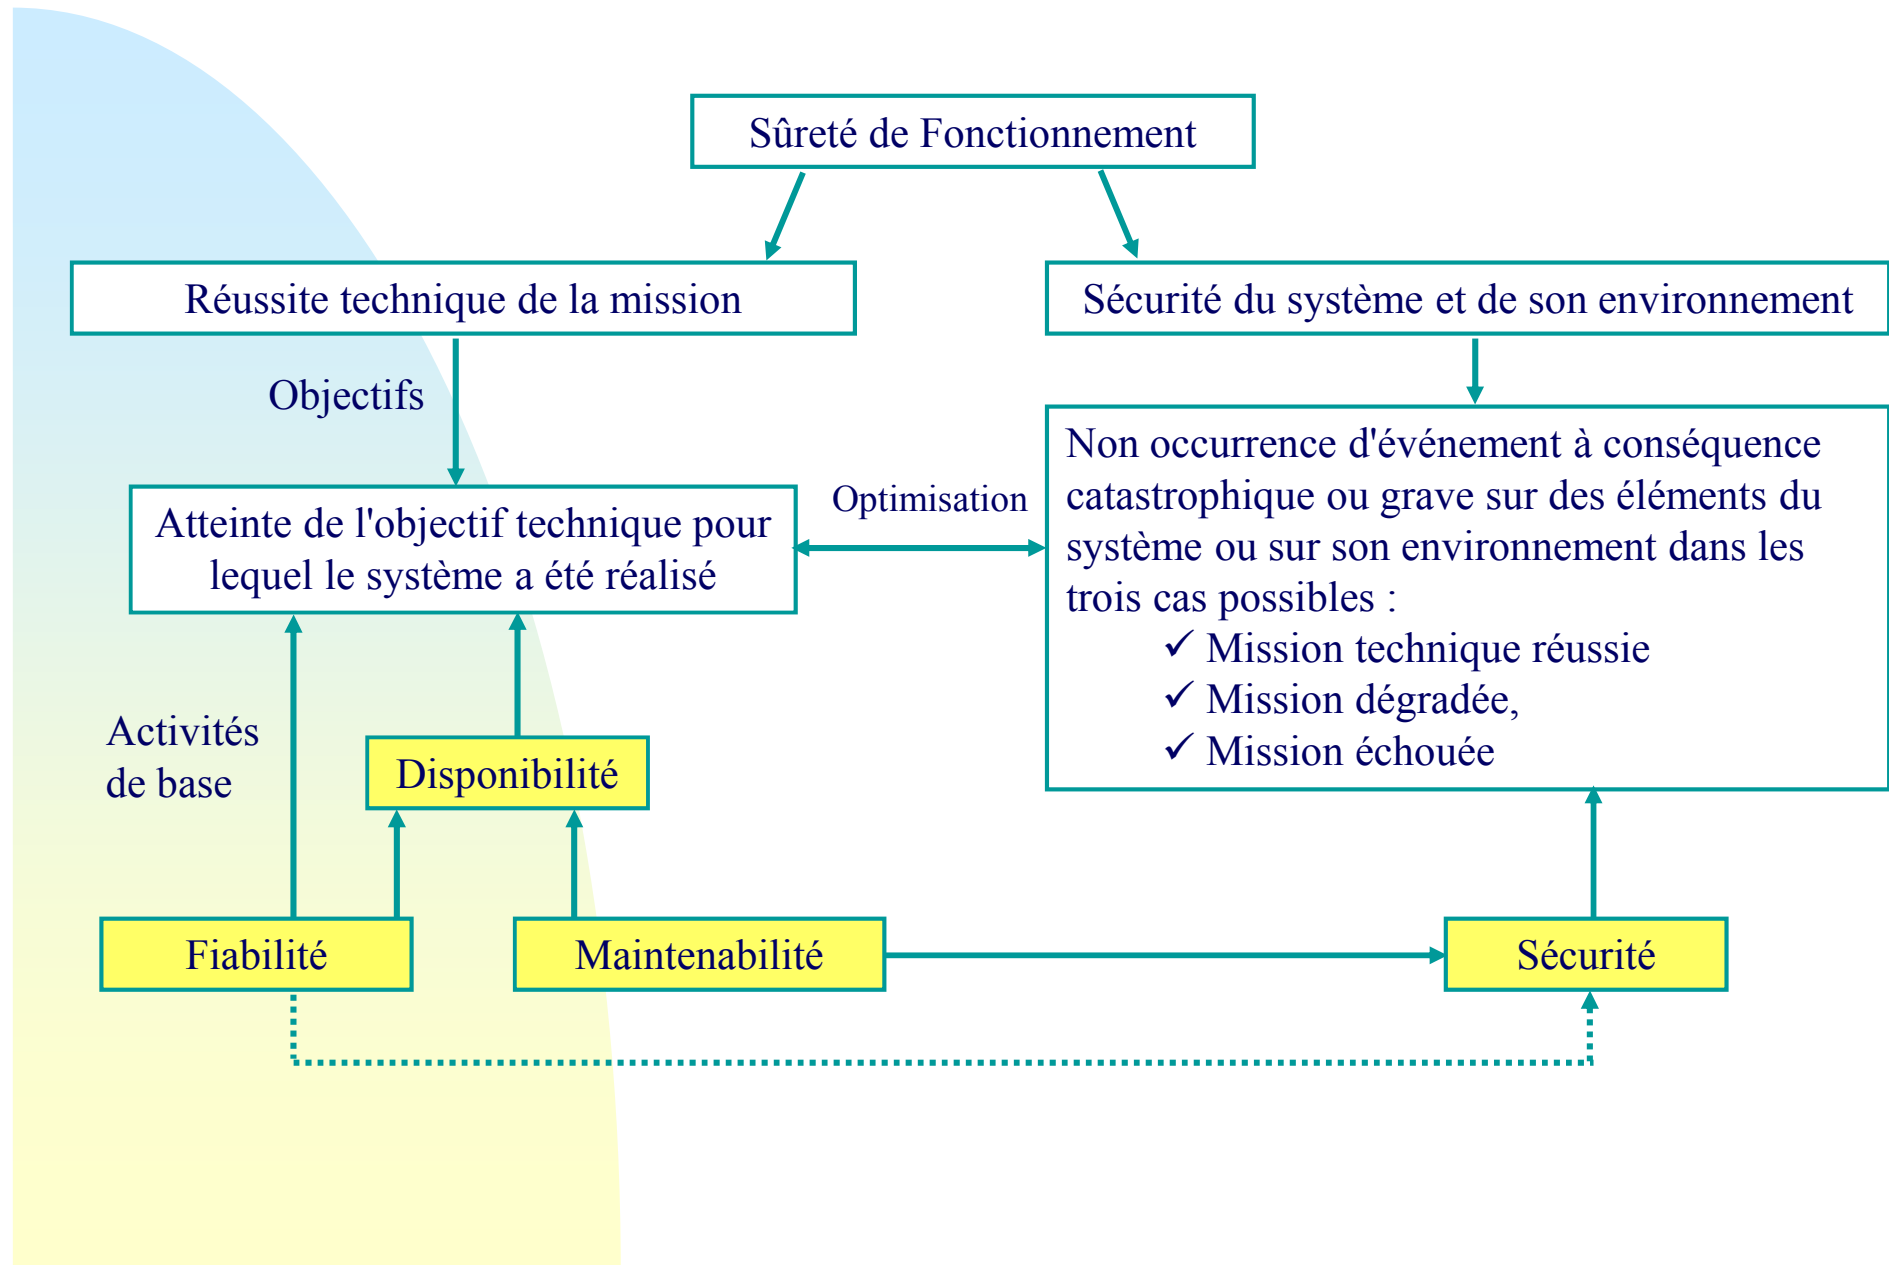 Sûreté de Fonctionnement
Réussite technique de la mission
Sécurité du système et de son environnement
Objectifs
Atteinte de l'objectif technique pour
lequel le système a été réalisé
Optimisation
Non occurrence d'événement à conséquence
catastrophique ou grave sur des éléments du
système ou sur son environnement dans les
trois cas possibles :
✓ Mission technique réussie
✓ Mission dégradée,
✓ Mission échouée
Activités
de base
Disponibilité
Fiabilité
Maintenabilité
Sécurité